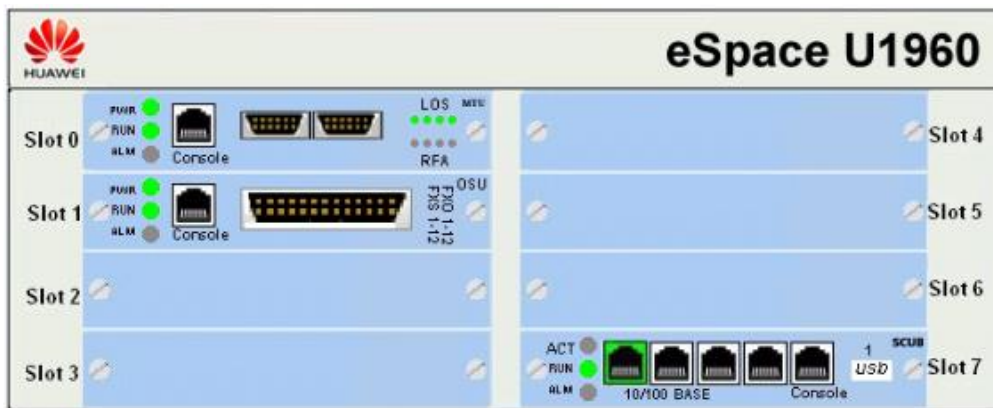 HUAWEI
eSpace U1960
Slot 0
PWR
RUN
ALM
Console
LOS
RFA
MTU
Slot 4
Slot 1
PWR
RUN
ALM
Console
FXO 1-12
FXS 1-12
OSU
Slot 5
Slot 2
Slot 6
Slot 3
ACT
RUN
ALM
10/100 BASE
Console
1
usb
SCUB
Slot 7